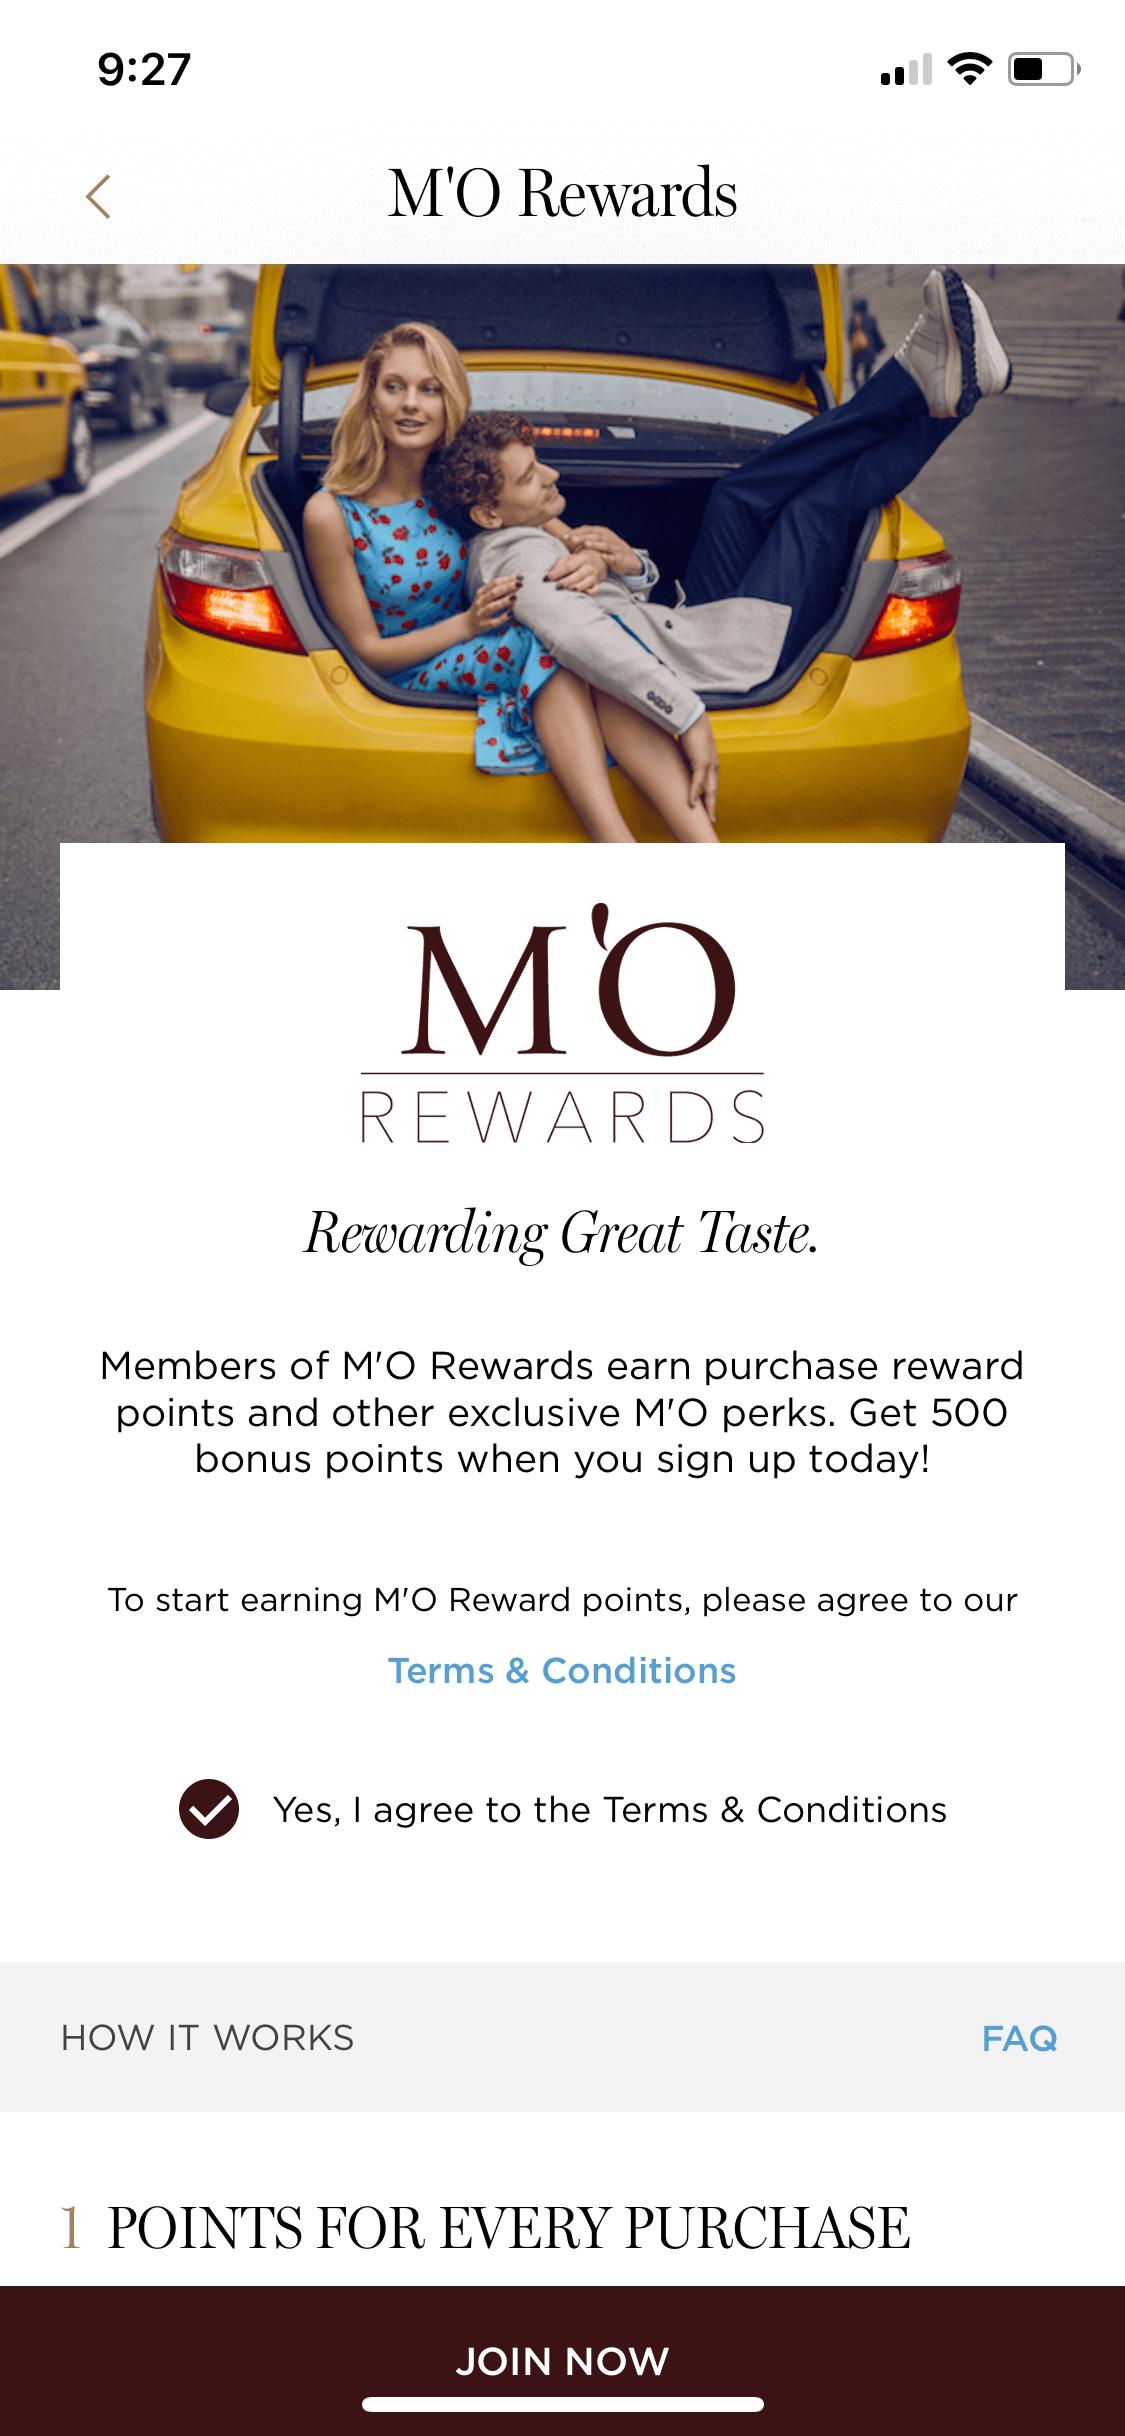 9:27
M'O Rewards
M'O
REWARDS
Rewarding Great Taste.
Members of M'O Rewards earn purchase reward
points and other exclusive M'O perks. Get 500
bonus points when you sign up today!
To start earning M'O Reward points, please agree to our
Terms & Conditions
Yes, I agree to the Terms & Conditions
HOW IT WORKS FAQ
1 POINTS FOR EVERY PURCHASE
JOIN NOW